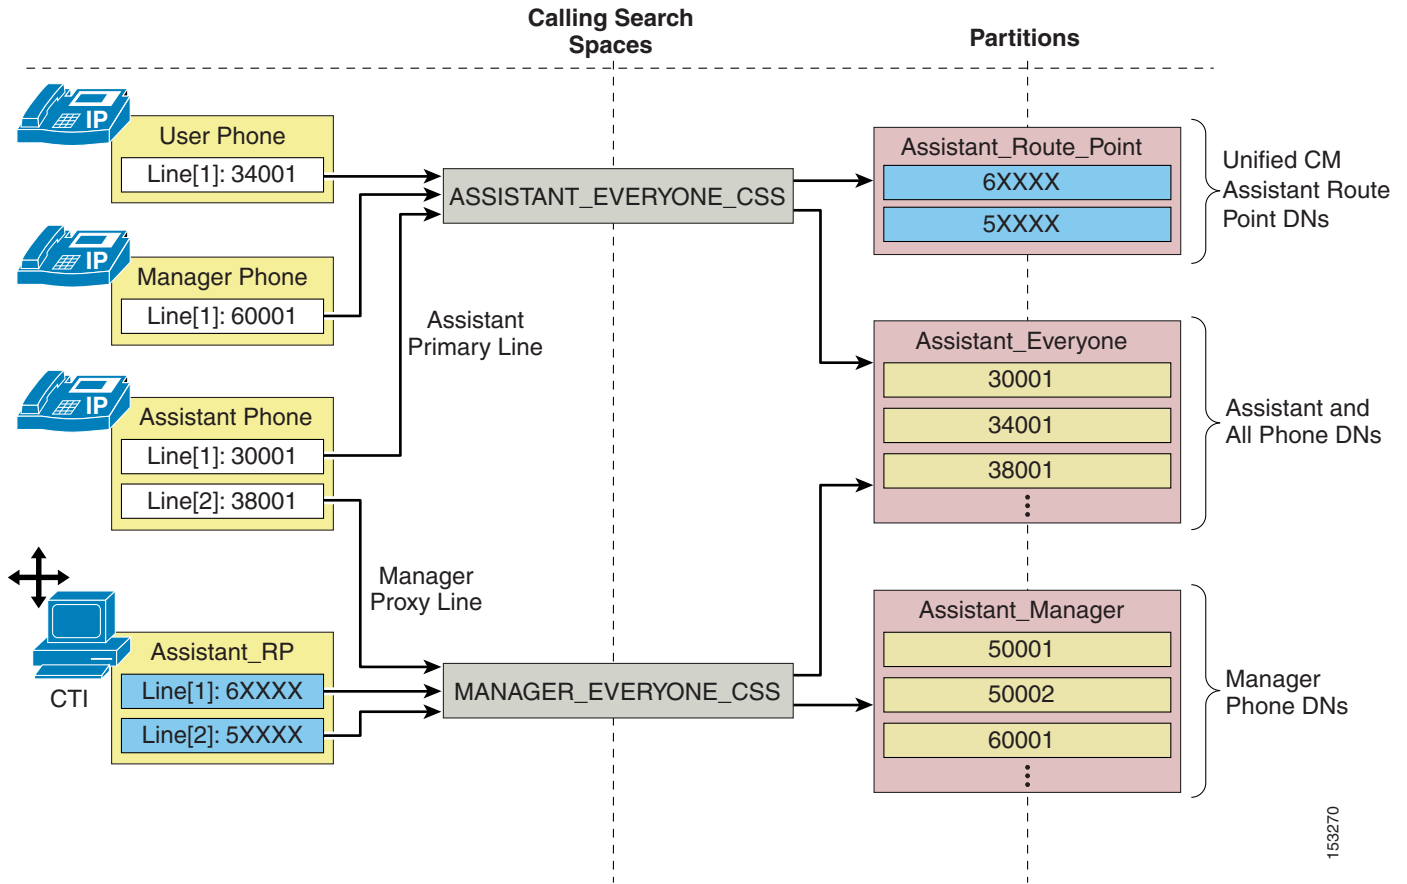 Calling Search
Spaces
Partitions
IP
User Phone
Line[1]: 34001
IP
Manager Phone
Line[1]: 60001
IP
Assistant Phone
Line[1]: 30001
Line[2]: 38001
CTI
Assistant_RP
Line[1]: 6XXXX
Line[2]: 5XXXX
Assistant
Primary Line
Manager
Proxy Line
ASSISTANT_EVERYONE_CSS
MANAGER_EVERYONE_CSS
Assistant_Route_Point
6XXXX
5XXXX
Unified CM
Assistant Route
Point DNs
Assistant_Everyone
30001
34001
38001
Assistant and
All Phone DNs
Assistant_Manager
50001
50002
60001
Manager
Phone DNs
153270